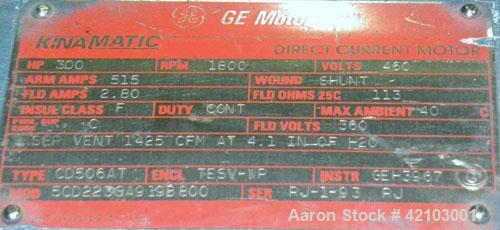 GE Motor
KINAMATIC
DIRECT CURRENT MOTOR
HP 300 RPM 1800 VOLTS 460
ARM AMPS 515 WOUND SHUNT
FLD AMPS 2.80 FLD OHMS 25C 113
INSUL CLASS F DUTY CONT MAX AMBIENT 40 C
CODE C FLD VOLTS 360
SEP VENT 1425 CFM AT 4.1 IN OF H2O
TYPE CD506AT ENCL TESV-WP INSTR GEH3967
MOD 5CD223GA919B800 SER RJ-1-93 RJ
Aaron Stock # 42103001